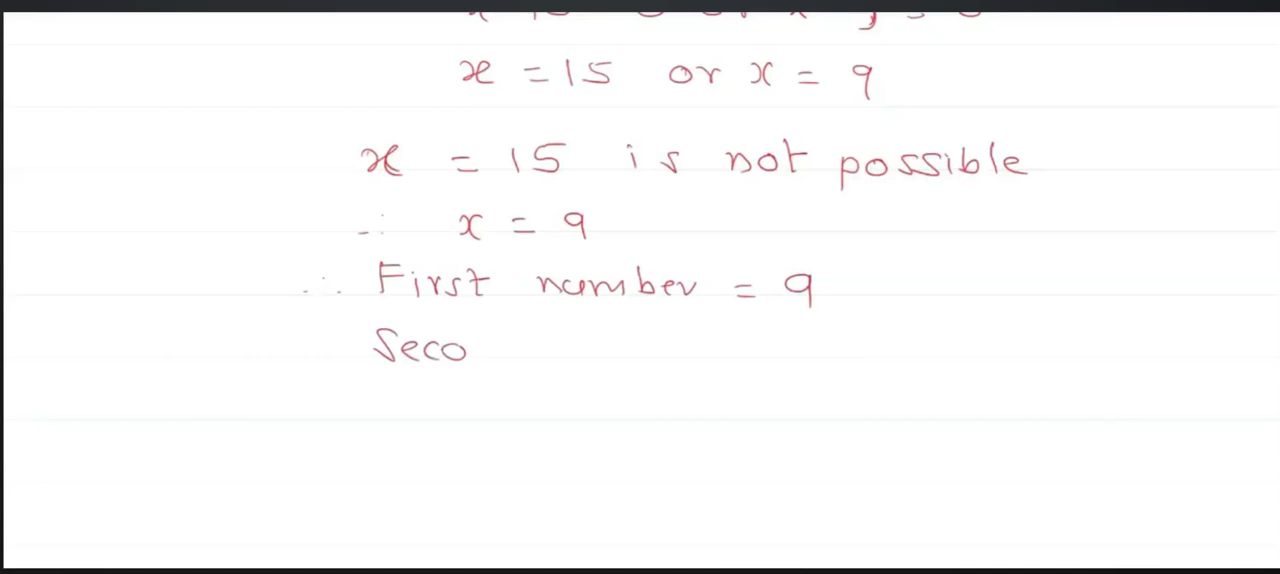 x = 15 or x = 9
x = 15 is not possible
∴ x = 9
∴ First number = 9
Seco